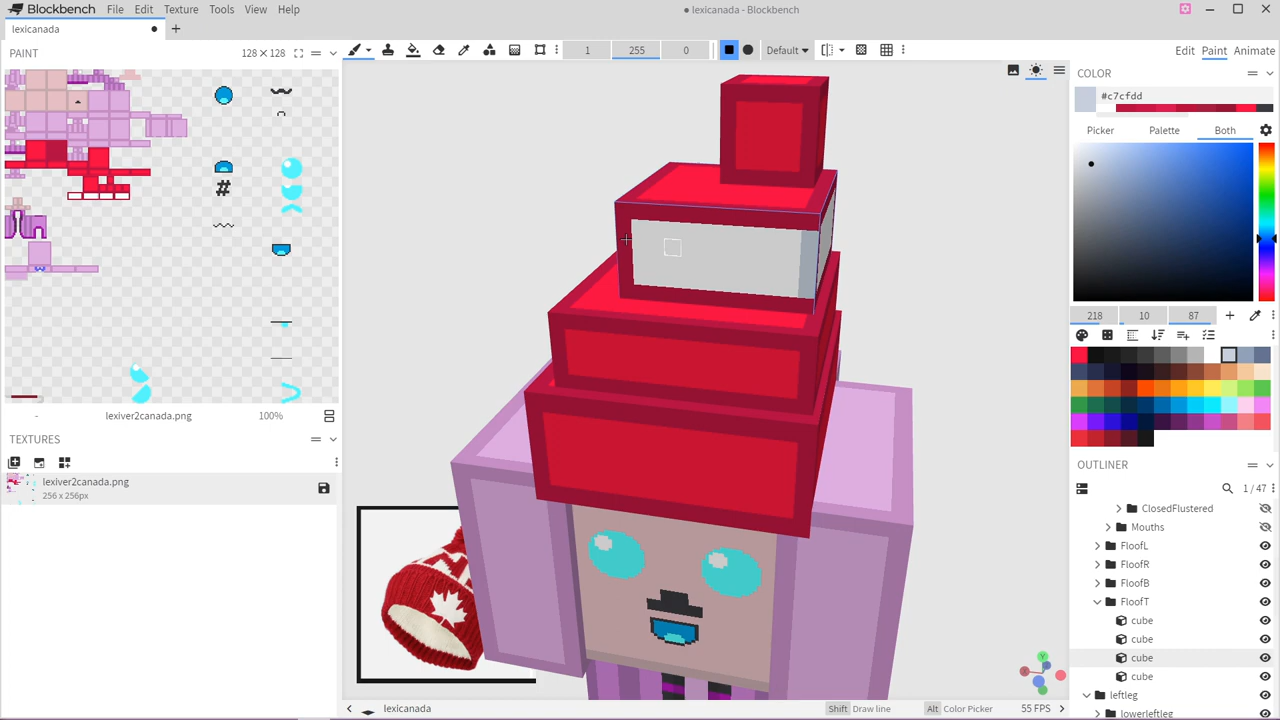 Blockbench File Edit Texture Tools View Help ● lexicanada - Blockbench
lexicanada ●
PAINT 128 × 128
1 255 0 Default
Edit Paint Animate
COLOR
#c7cfdd
Picker Palette Both
218 10 87
#
- lexiver2canada.png 100%
TEXTURES
lexiver2canada.png
256 x 256px
OUTLINER
1 / 47
ClosedFlustered
Mouths
FloofL
FloofR
FloofB
FloofT
cube
cube
cube
cube
leftleg
lowerleftleg
Y
lexicanada Shift Draw line Alt Color Picker 55 FPS